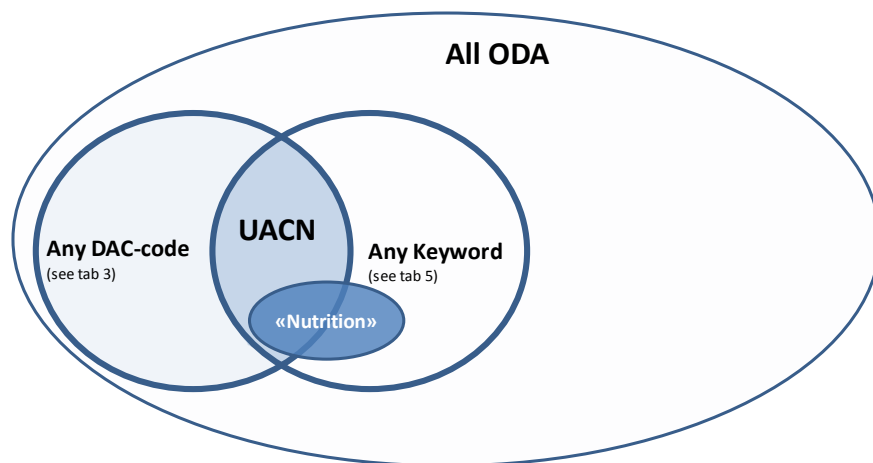 All ODA
UACN
Any DAC-code
(see tab 3)
Any Keyword
(see tab 5)
«Nutrition»